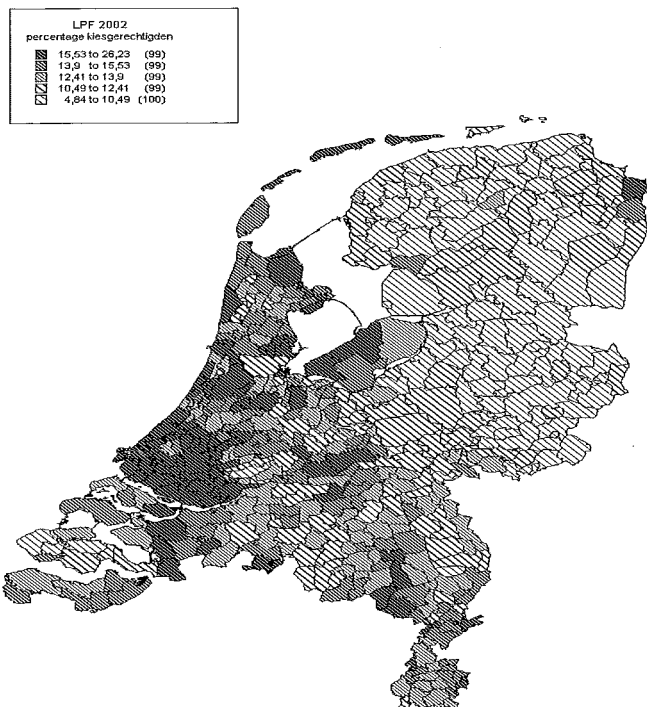 LPF 2002
percentage kiesgerechtigden
15,53 to 26,23 (99)
13,9 to 15,53 (99)
12,41 to 13,9 (99)
10,49 to 12,41 (99)
4,84 to 10,49 (100)